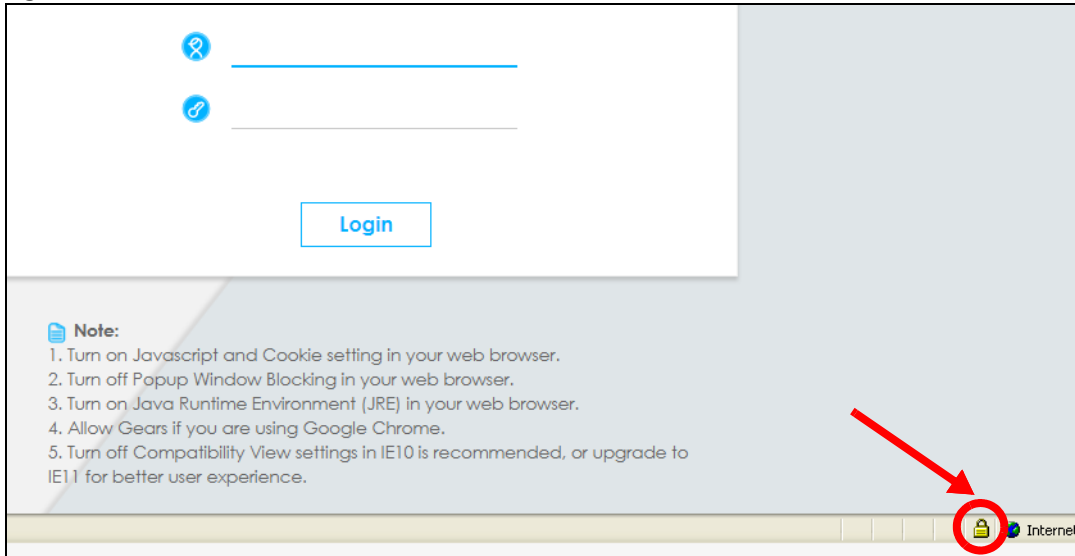 Login
Note:
1. Turn on Javascript and Cookie setting in your web browser.
2. Turn off Popup Window Blocking in your web browser.
3. Turn on Java Runtime Environment (JRE) in your web browser.
4. Allow Gears if you are using Google Chrome.
5. Turn off Compatibility View settings in IE10 is recommended, or upgrade to
IE11 for better user experience.
Internet